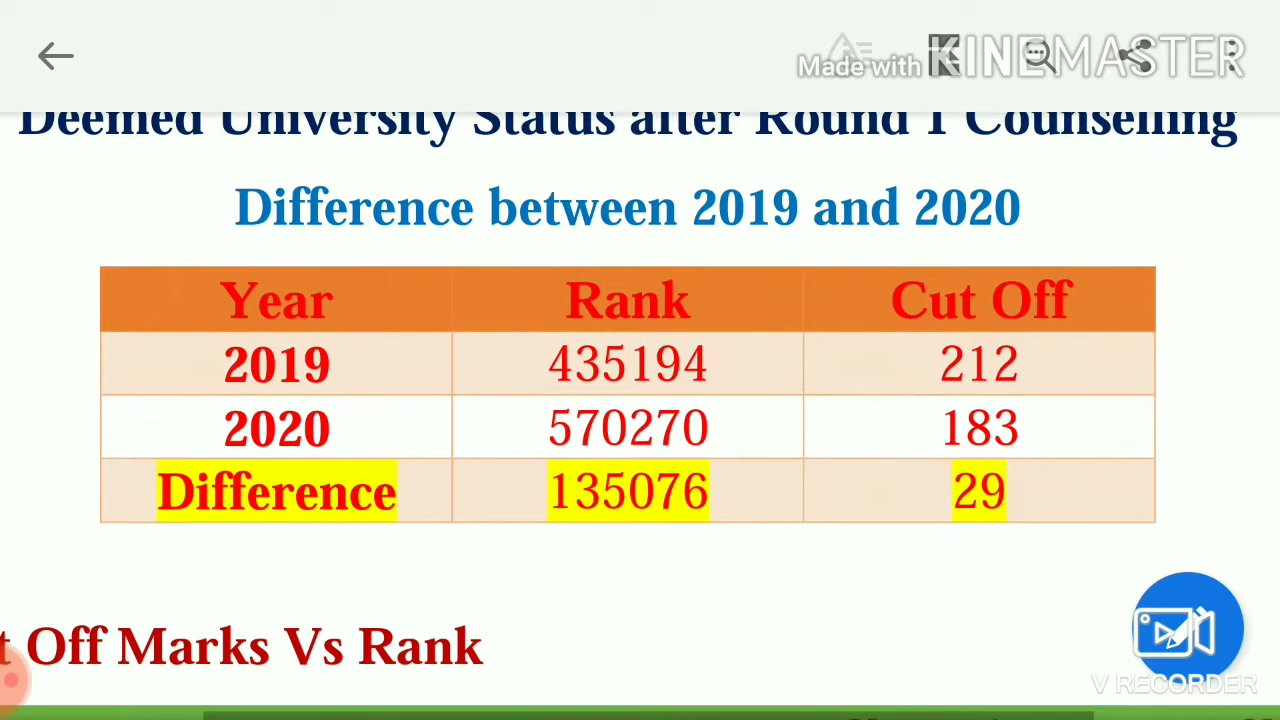 Made with KINEMASTER
Deemed University Status after Round 1 Counselling
Difference between 2019 and 2020
Year Rank Cut Off
2019 435194 212
2020 570270 183
Difference 135076 29
Off Marks Vs Rank
V RECORDER